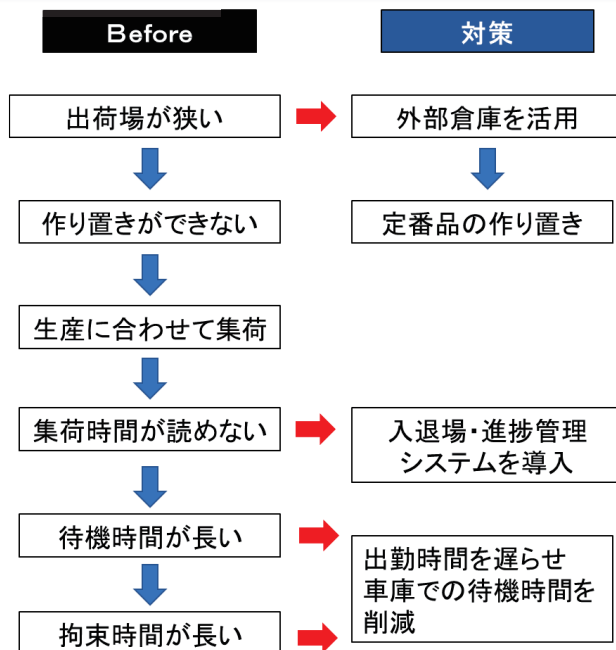 Before
対策
出荷場が狭い
外部倉庫を活用
作り置きができない
定番品の作り置き
生産に合わせて集荷
集荷時間が読めない
入退場・進捗管理
システムを導入
待機時間が長い
出勤時間を遅らせ
車庫での待機時間を
削減
拘束時間が長い